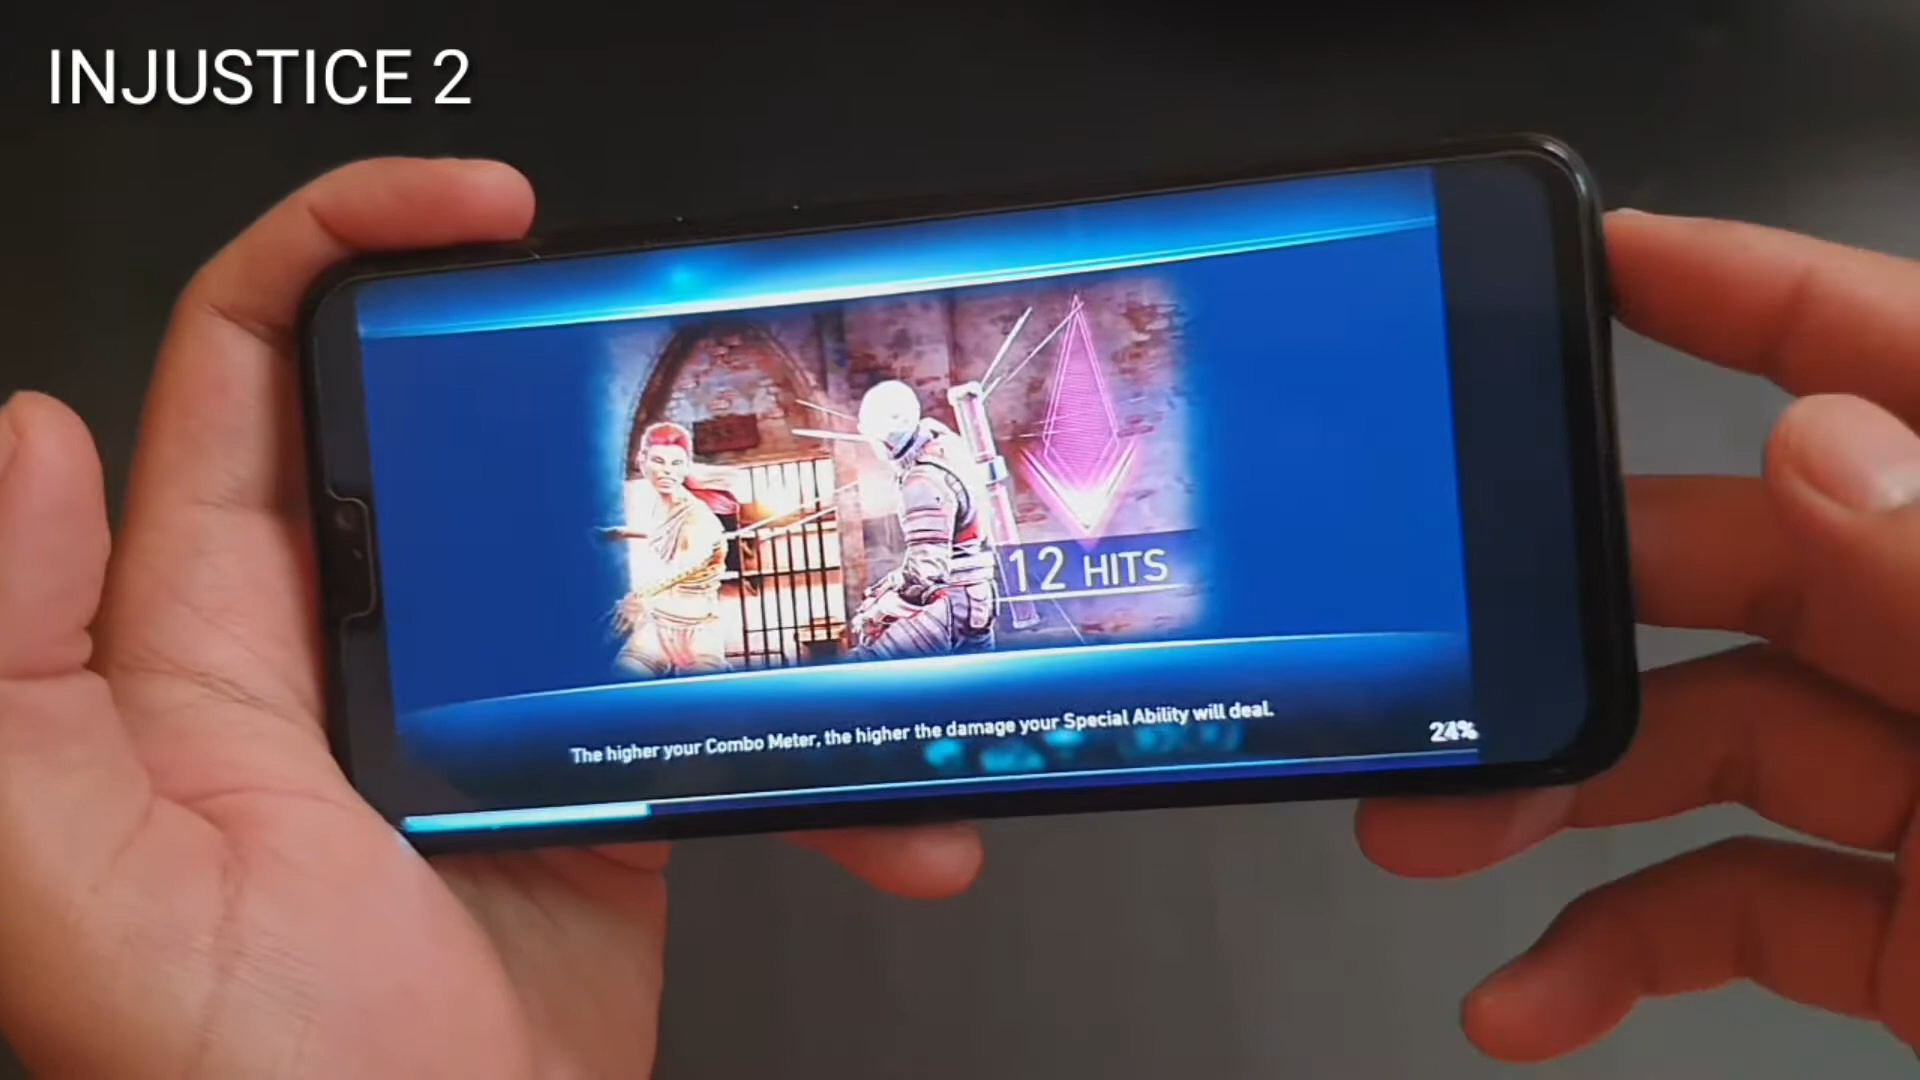 INJUSTICE 2
12 HITS
The higher your Combo Meter, the higher the damage your Special Ability will deal.
24%